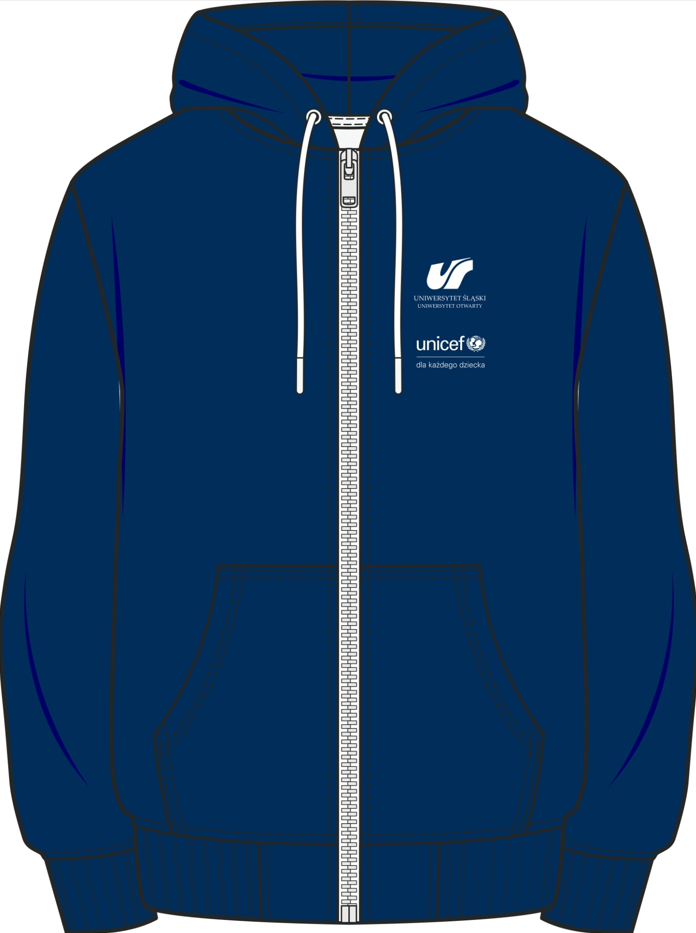 UNIWERSYTET ŚLĄSKI
UNIWERSYTET OTWARTY
unicef
dla każdego dziecka